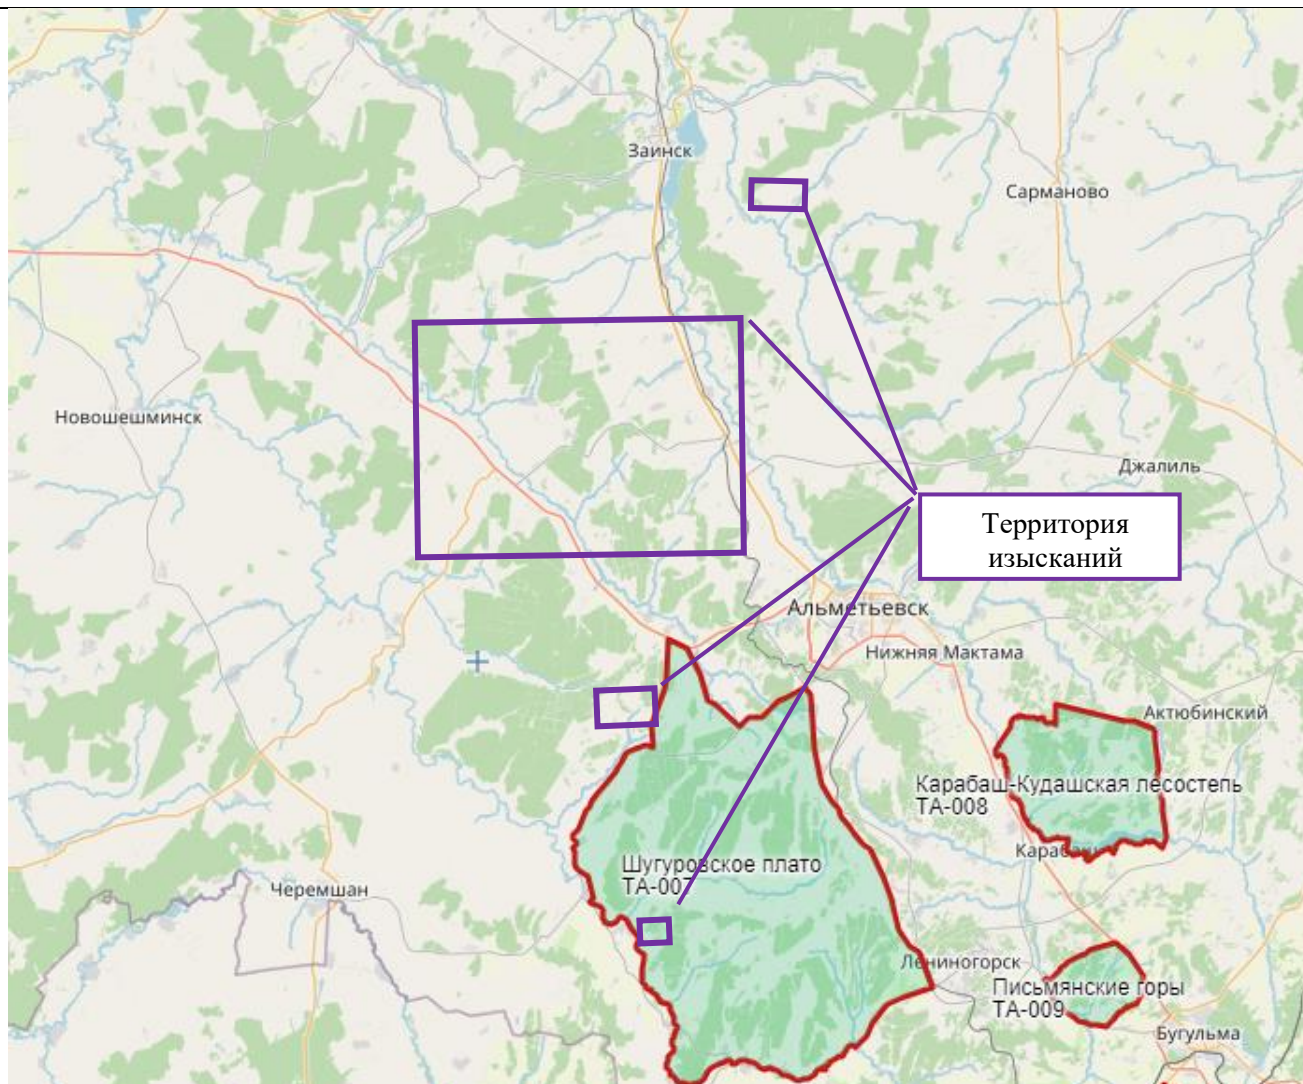 Заинск
Сарманово
Новошешминск
Джалиль
Территория
изысканий
Альметьевск
Нижняя Мактама
Актюбинский
Карабаш-Кудашская лесостепь
ТА-008
Карабаш
Шугуровское плато
ТА-007
Черемшан
Лениногорск
Письмянские горы
ТА-009
Бугульма